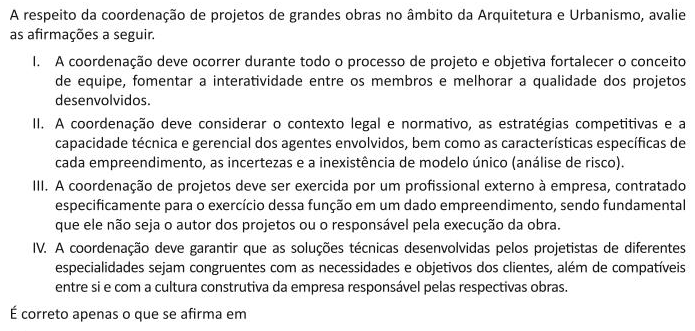 A respeito da coordenação de projetos de grandes obras no âmbito da Arquitetura e Urbanismo, avalie
as afirmações a seguir.
I. A coordenação deve ocorrer durante todo o processo de projeto e objetiva fortalecer o conceito
de equipe, fomentar a interatividade entre os membros e melhorar a qualidade dos projetos
desenvolvidos.
II. A coordenação deve considerar o contexto legal e normativo, as estratégias competitivas e a
capacidade técnica e gerencial dos agentes envolvidos, bem como as características específicas de
cada empreendimento, as incertezas e a inexistência de modelo único (análise de risco).
III. A coordenação de projetos deve ser exercida por um profissional externo à empresa, contratado
especificamente para o exercício dessa função em um dado empreendimento, sendo fundamental
que ele não seja o autor dos projetos ou o responsável pela execução da obra.
IV. A coordenação deve garantir que as soluções técnicas desenvolvidas pelos projetistas de diferentes
especialidades sejam congruentes com as necessidades e objetivos dos clientes, além de compatíveis
entre si e com a cultura construtiva da empresa responsável pelas respectivas obras.
É correto apenas o que se afirma em